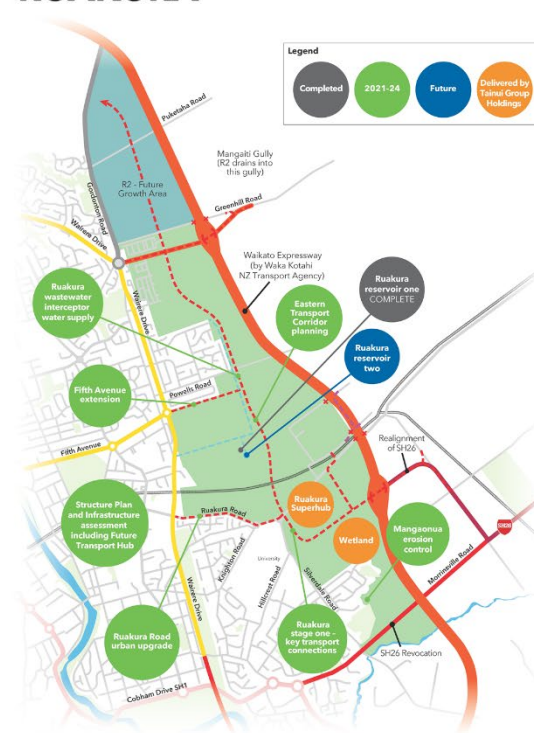 Legend
Completed
2021-24
Future
Delivered by
Tainui Group
Holdings
Puketaha Road
Mangaiti Gully
(R2 drains into
this gully)
R2 - Future
Growth Area
Gordonton Road
Greenhill Road
Wairere Drive
Waikato Expressway
(by Waka Kotahi
NZ Transport Agency)
Ruakura
reservoir one
COMPLETE
Ruakura
wastewater
interceptor
water supply
Wairere Drive
Eastern
Transport
Corridor
planning
Ruakura
reservoir
two
Fifth Avenue
extension
Powells Road
Fifth Avenue
Realignment
of SH26
Structure Plan
and Infrastructure
assessment
including Future
Transport Hub
Ruakura
Superhub
Ruakura Road
Wetland
Mangaonua
erosion
control
SH26
Knighton Road
University
Hillcrest Road
Silverdale Road
Morrinsville Road
Wairere Drive
Ruakura Road
urban upgrade
Ruakura
stage one –
key transport
connections
SH26 Revocation
Cobham Drive SH1